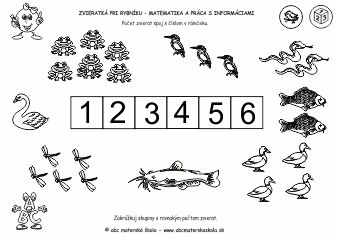 ZVIERATKÁ PRI RYBNÍKU - MATEMATIKA A PRÁCA S INFORMÁCIAMI
Počet zvierat spoj s číslom v rámčeku.
1 2 3 4 5 6
Zakrúžkuj skupiny s rovnakým počtom zvierat.
© abc materská škola - www.abcmaterskaskola.sk